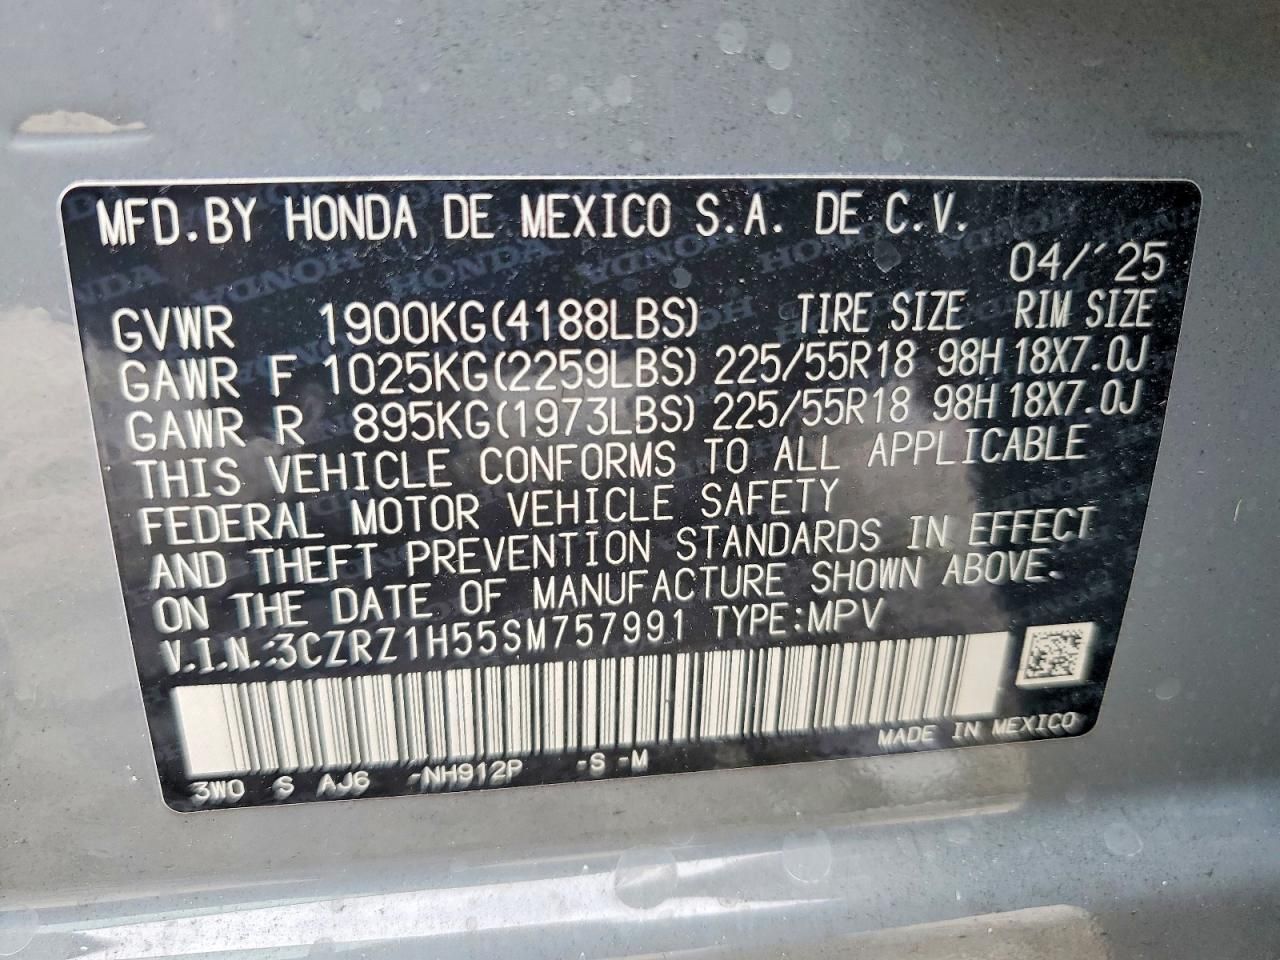 MFD.BY HONDA DE MEXICO S.A. DE C.V.
04/'25
GVWR 1900KG(4188LBS) TIRE SIZE RIM SIZE
GAWR F 1025KG(2259LBS) 225/55R18 98H 18X7.0J
GAWR R 895KG(1973LBS) 225/55R18 98H 18X7.0J
THIS VEHICLE CONFORMS TO ALL APPLICABLE
FEDERAL MOTOR VEHICLE SAFETY
AND THEFT PREVENTION STANDARDS IN EFFECT
ON THE DATE OF MANUFACTURE SHOWN ABOVE.
V.I.N.:3CZRZ1H55SM757991 TYPE:MPV
MADE IN MEXICO
3W0 S AJ6 -NH912P -S -M